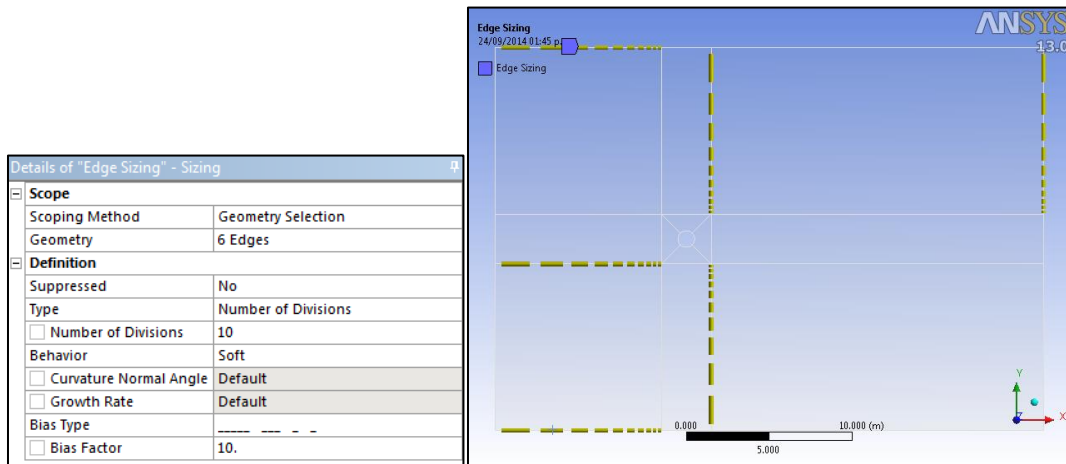 Details of "Edge Sizing" - Sizing
Scope
Scoping Method Geometry Selection
Geometry 6 Edges
Definition
Suppressed No
Type Number of Divisions
Number of Divisions 10
Behavior Soft
Curvature Normal Angle Default
Growth Rate Default
Bias Type
Bias Factor 10.
Edge Sizing
24/09/2014 01:45 p.
Edge Sizing
ANSYS
13.0
Y
X
0.000 10.000 (m)
5.000